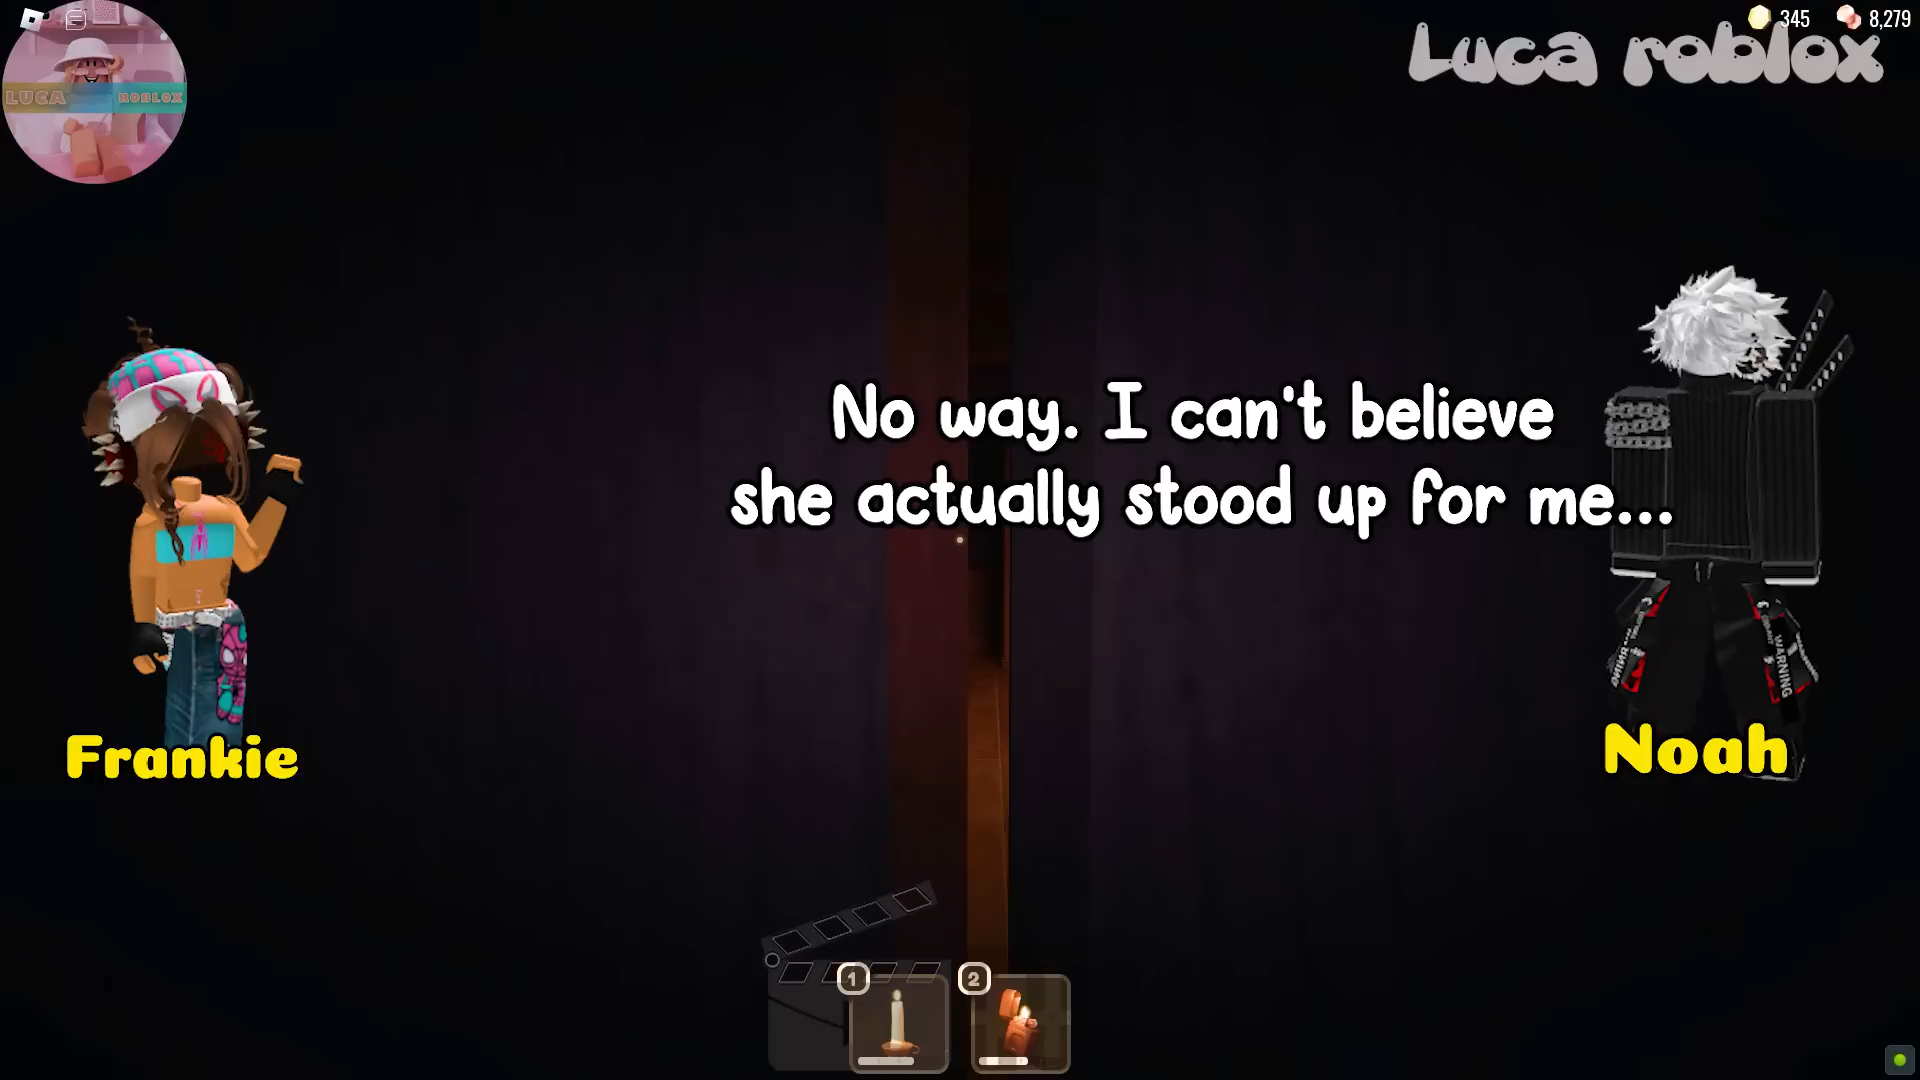 345 8,279
Luca roblox
LUCA ROBLOX
No way. I can't believe
she actually stood up for me...
WARNING
Frankie
Noah
1 2